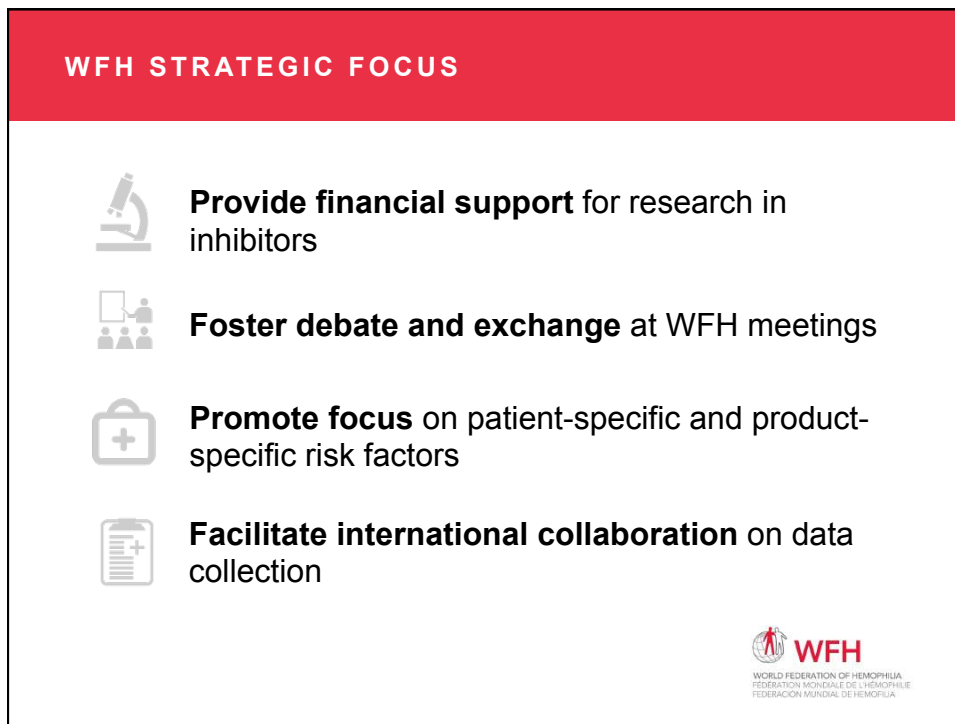 WFH STRATEGIC FOCUS
Provide financial support for research in
inhibitors
Foster debate and exchange at WFH meetings
Promote focus on patient-specific and product-
specific risk factors
Facilitate international collaboration on data
collection
WFH
WORLD FEDERATION OF HEMOPHILIA
FÉDÉRATION MONDIALE DE L'HÉMOPHILIE
FEDERACIÓN MUNDIAL DE HEMOFILIA